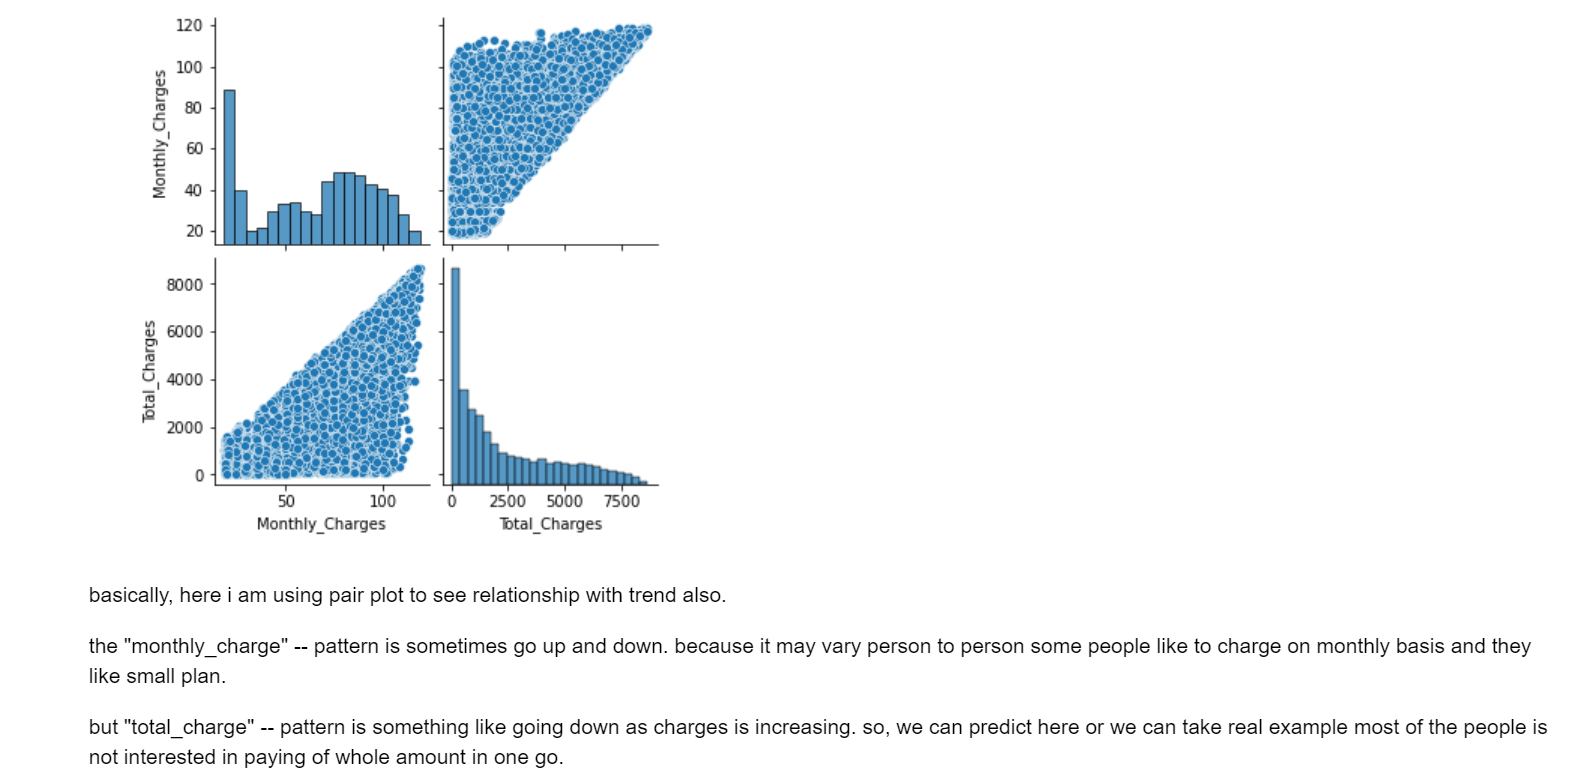 120
100
80
60
40
20
Monthly_Charges
8000
6000
4000
2000
0
Total_Charges
50 100
Monthly_Charges
0 2500 5000 7500
Total_Charges
basically, here i am using pair plot to see relationship with trend also.
the "monthly_charge" -- pattern is sometimes go up and down. because it may vary person to person some people like to charge on monthly basis and they
like small plan.
but "total_charge" -- pattern is something like going down as charges is increasing. so, we can predict here or we can take real example most of the people is
not interested in paying of whole amount in one go.